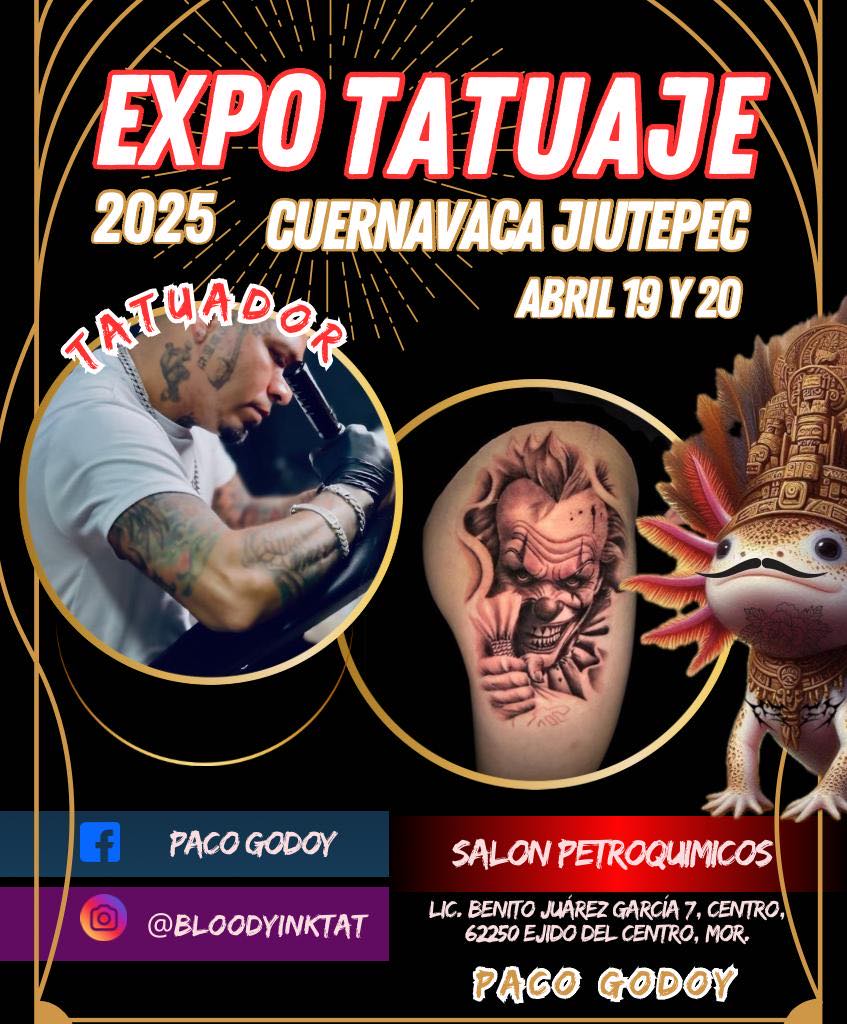 EXPO TATUAJE
2025 CUERNAVACA JIUTEPEC
ABRIL 19 Y 20
TATUADOR
PACO GODOY
@BLOODYINKTAT
SALON PETROQUIMICOS
LIC. BENITO JUÁREZ GARCÍA 7, CENTRO,
62250 EJIDO DEL CENTRO, MOR.
PACO GODOY